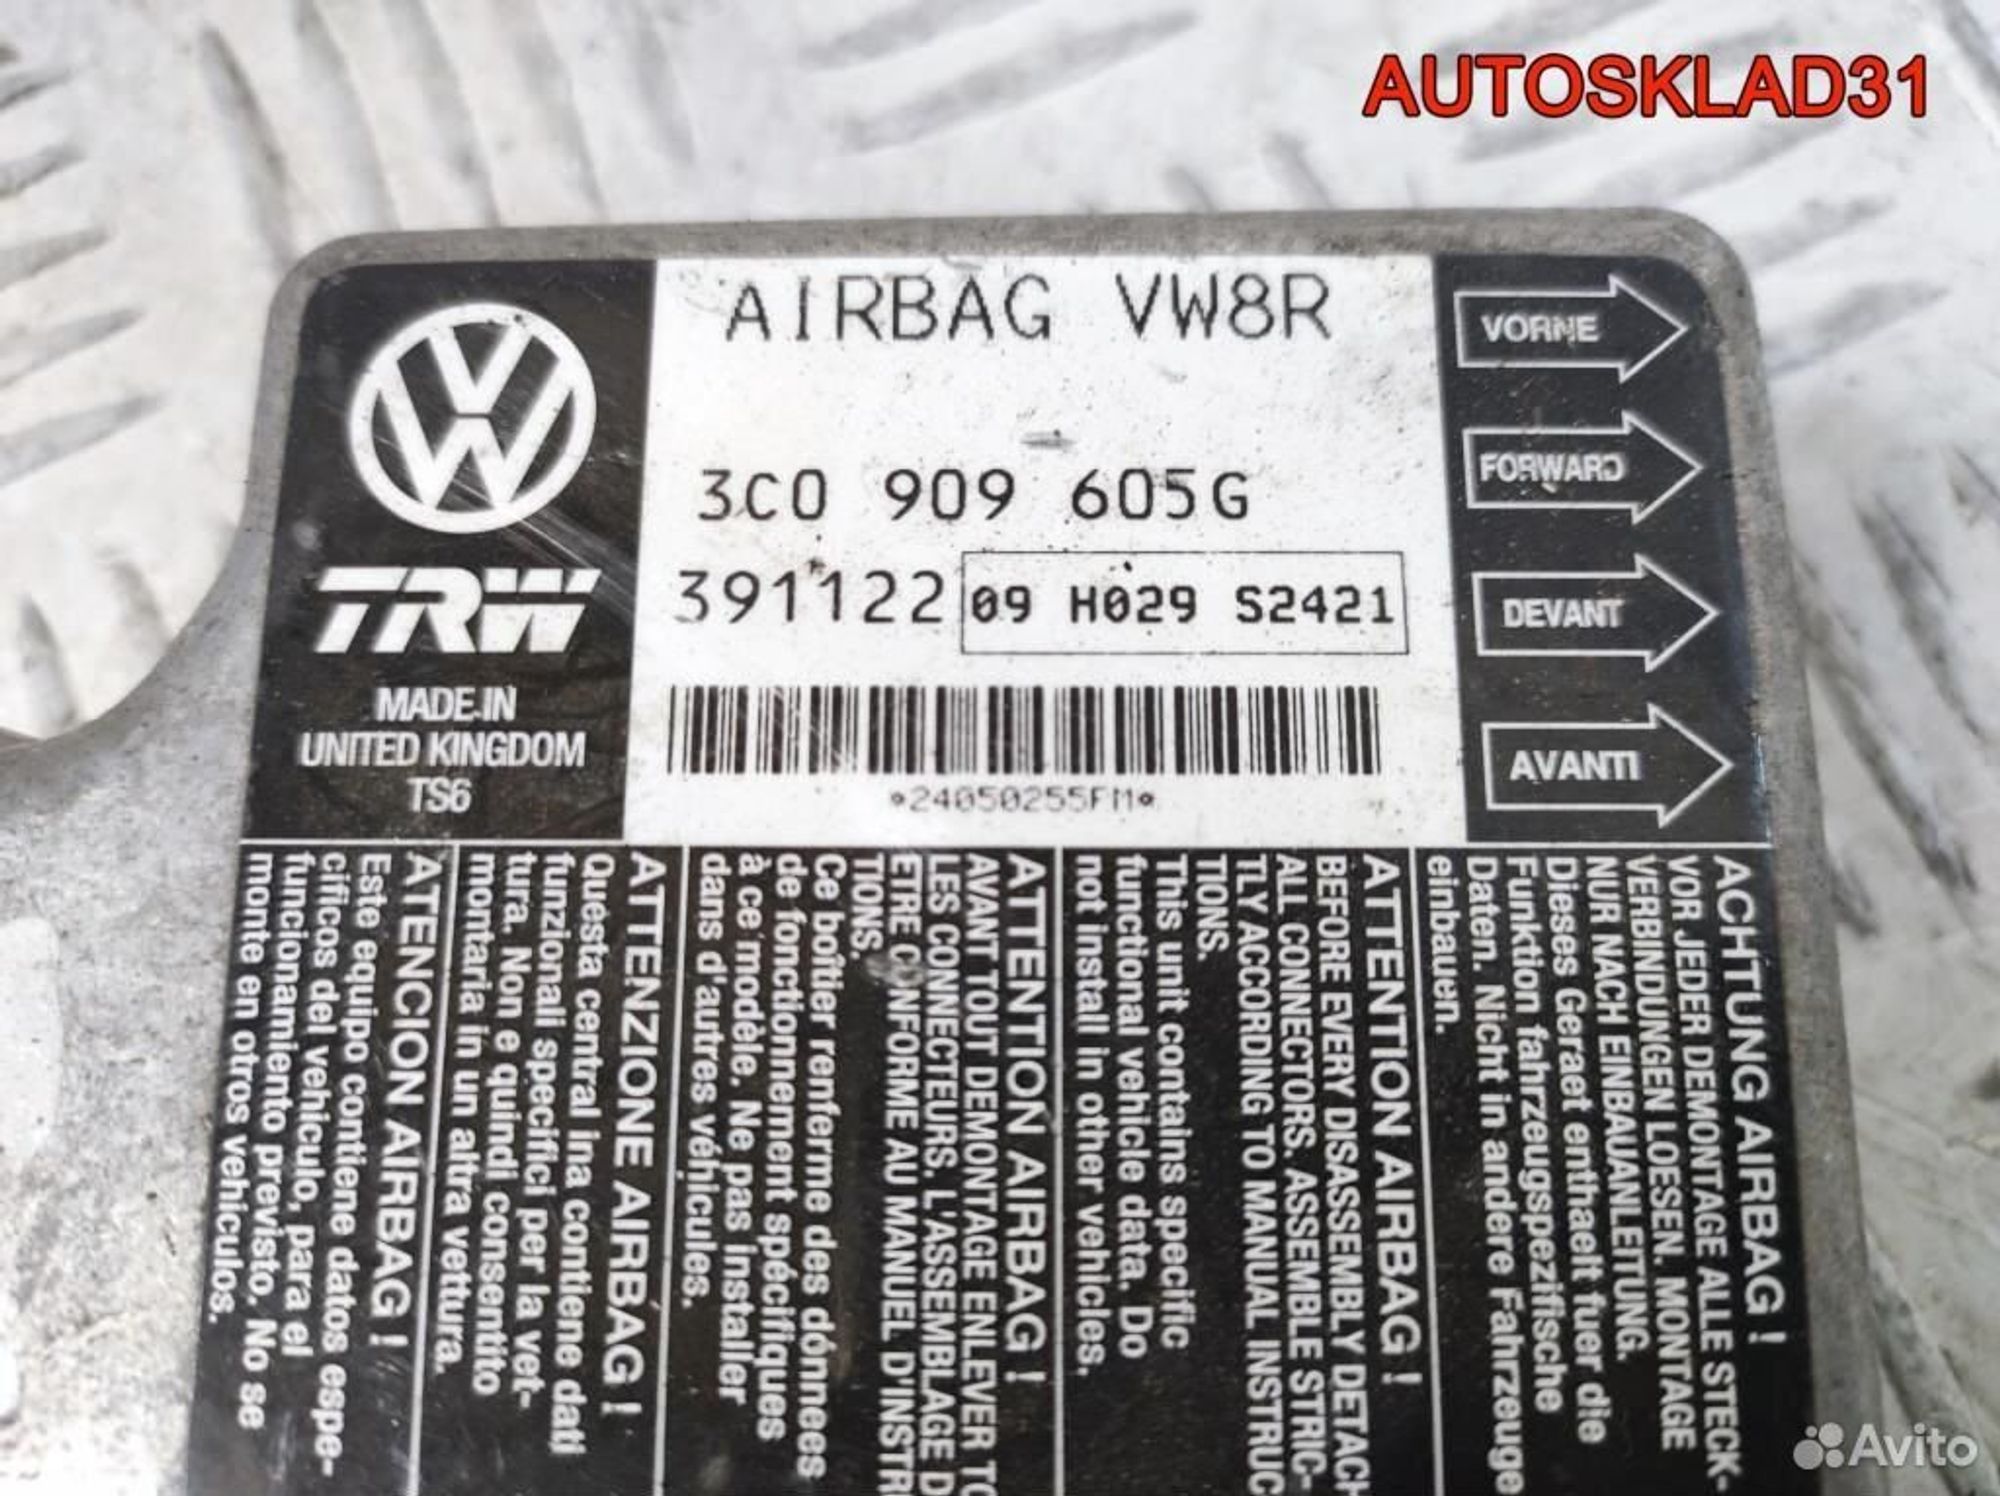 AUTOSKLAD31
AIRBAG VW8R
3C0 909 605G
391122 09 H029 S2421
*24050255FM*
TRW
MADE IN
UNITED KINGDOM
TS6
VORNE
FORWARD
DEVANT
AVANTI
ACHTUNG AIRBAG !
VOR JEDER DEMONTAGE ALLE STECK-
VERBINDUNGEN LOESEN. MONTAGE
NUR NACH EINBAUANLEITUNG.
Dieses Geraet enthaelt fuer die
Funktion fahrzeugspezifische
Daten. Nicht in andere Fahrzeuge
einbauen.
ATTENTION AIRBAG !
BEFORE EVERY DISASSEMBLY DETACH
ALL CONNECTORS. ASSEMBLE STRIC-
TLY ACCORDING TO MANUAL INSTRUC
TIONS.
This unit contains specific
functional vehicle data. Do
not install in other vehicles.
ATTENTION AIRBAG !
AVANT TOUT DEMONTAGE ENLEVER TO
LES CONNECTEURS. L'ASSEMBLAGE D
ETRE CONFORME AU MANUEL D'INSTR
TIONS.
Ce boîtier renferme des dónnees
de fonctionnement spécifiques
à ce modèle. Ne pas installer
dans d'autres véhicules.
ATTENZIONE AIRBAG !
Questa central ina contiene dati
funzionali specifici per la vet-
tura. Non e quindi consentito
montaria in un altra vettura.
ATENCION AIRBAG !
Este equipo contiene datos espe-
cificos del vehiculo, para el
funcionamiento previsto. No se
monte en otros vehiculos.
Avito